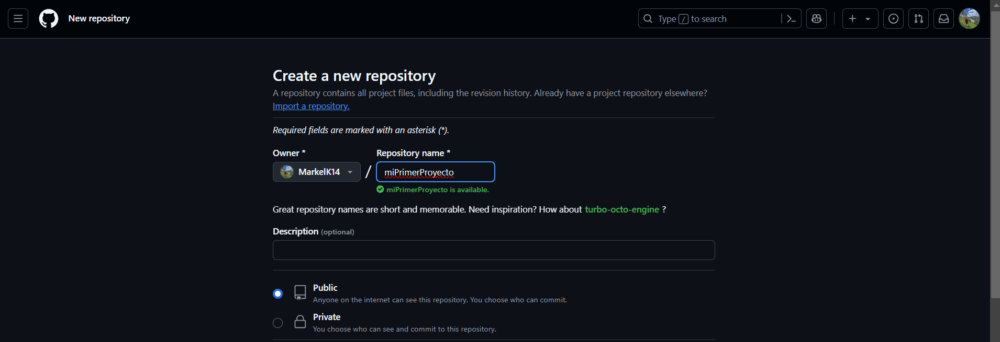 New repository
Type / to search
Create a new repository
A repository contains all project files, including the revision history. Already have a project repository elsewhere?
Import a repository.
Required fields are marked with an asterisk (*).
Owner * Repository name *
MarkelK14 / miPrimerProyecto
miPrimerProyecto is available.
Great repository names are short and memorable. Need inspiration? How about turbo-octo-engine ?
Description (optional)
Public
Anyone on the internet can see this repository. You choose who can commit.
Private
You choose who can see and commit to this repository.